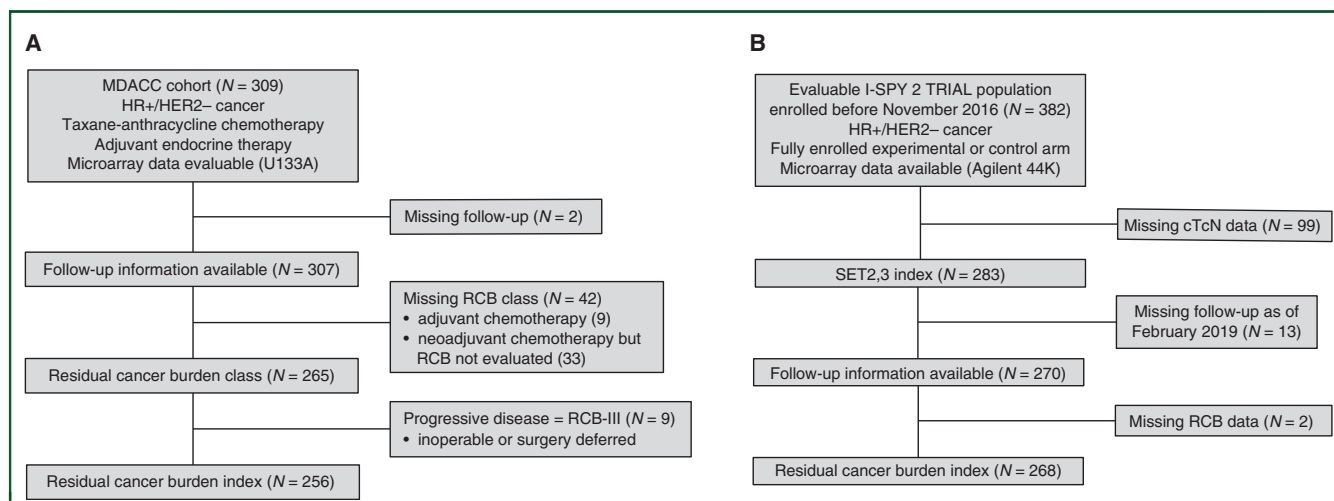 A
MDACC cohort (N = 309)
HR+/HER2– cancer
Taxane-anthracycline chemotherapy
Adjuvant endocrine therapy
Microarray data evaluable (U133A)
Missing follow-up (N = 2)
Follow-up information available (N = 307)
Missing RCB class (N = 42)
• adjuvant chemotherapy (9)
• neoadjuvant chemotherapy but
RCB not evaluated (33)
Residual cancer burden class (N = 265)
Progressive disease = RCB-III (N = 9)
• inoperable or surgery deferred
Residual cancer burden index (N = 256)
B
Evaluable I-SPY 2 TRIAL population
enrolled before November 2016 (N = 382)
HR+/HER2– cancer
Fully enrolled experimental or control arm
Microarray data available (Agilent 44K)
Missing cTcN data (N = 99)
SET2,3 index (N = 283)
Missing follow-up as of
February 2019 (N = 13)
Follow-up information available (N = 270)
Missing RCB data (N = 2)
Residual cancer burden index (N = 268)